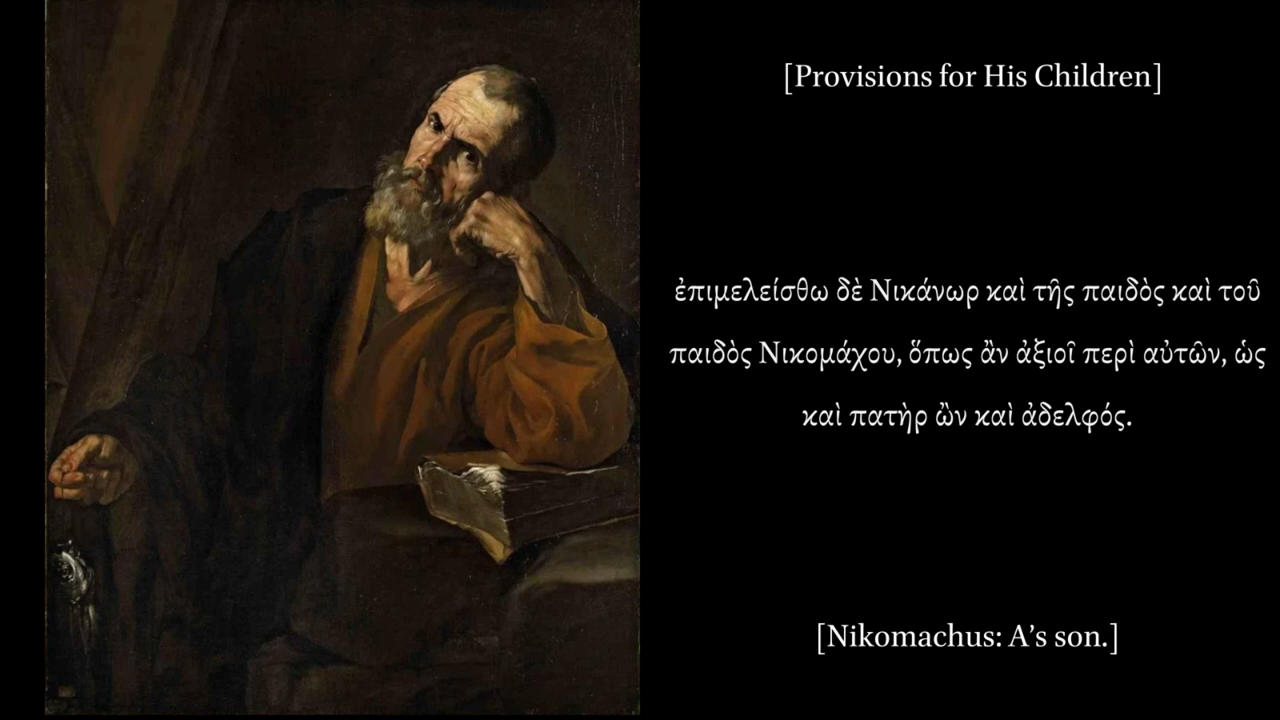 [Provisions for His Children]
ἐπιμελείσθω δὲ Νικάνωρ καὶ τῆς παιδὸς καὶ τοῦ
παιδὸς Νικομάχου, ὅπως ἂν ἀξιοῖ περὶ αὐτῶν, ὡς
καὶ πατὴρ ὢν καὶ ἀδελφός.
[Nikomachus: A’s son.]